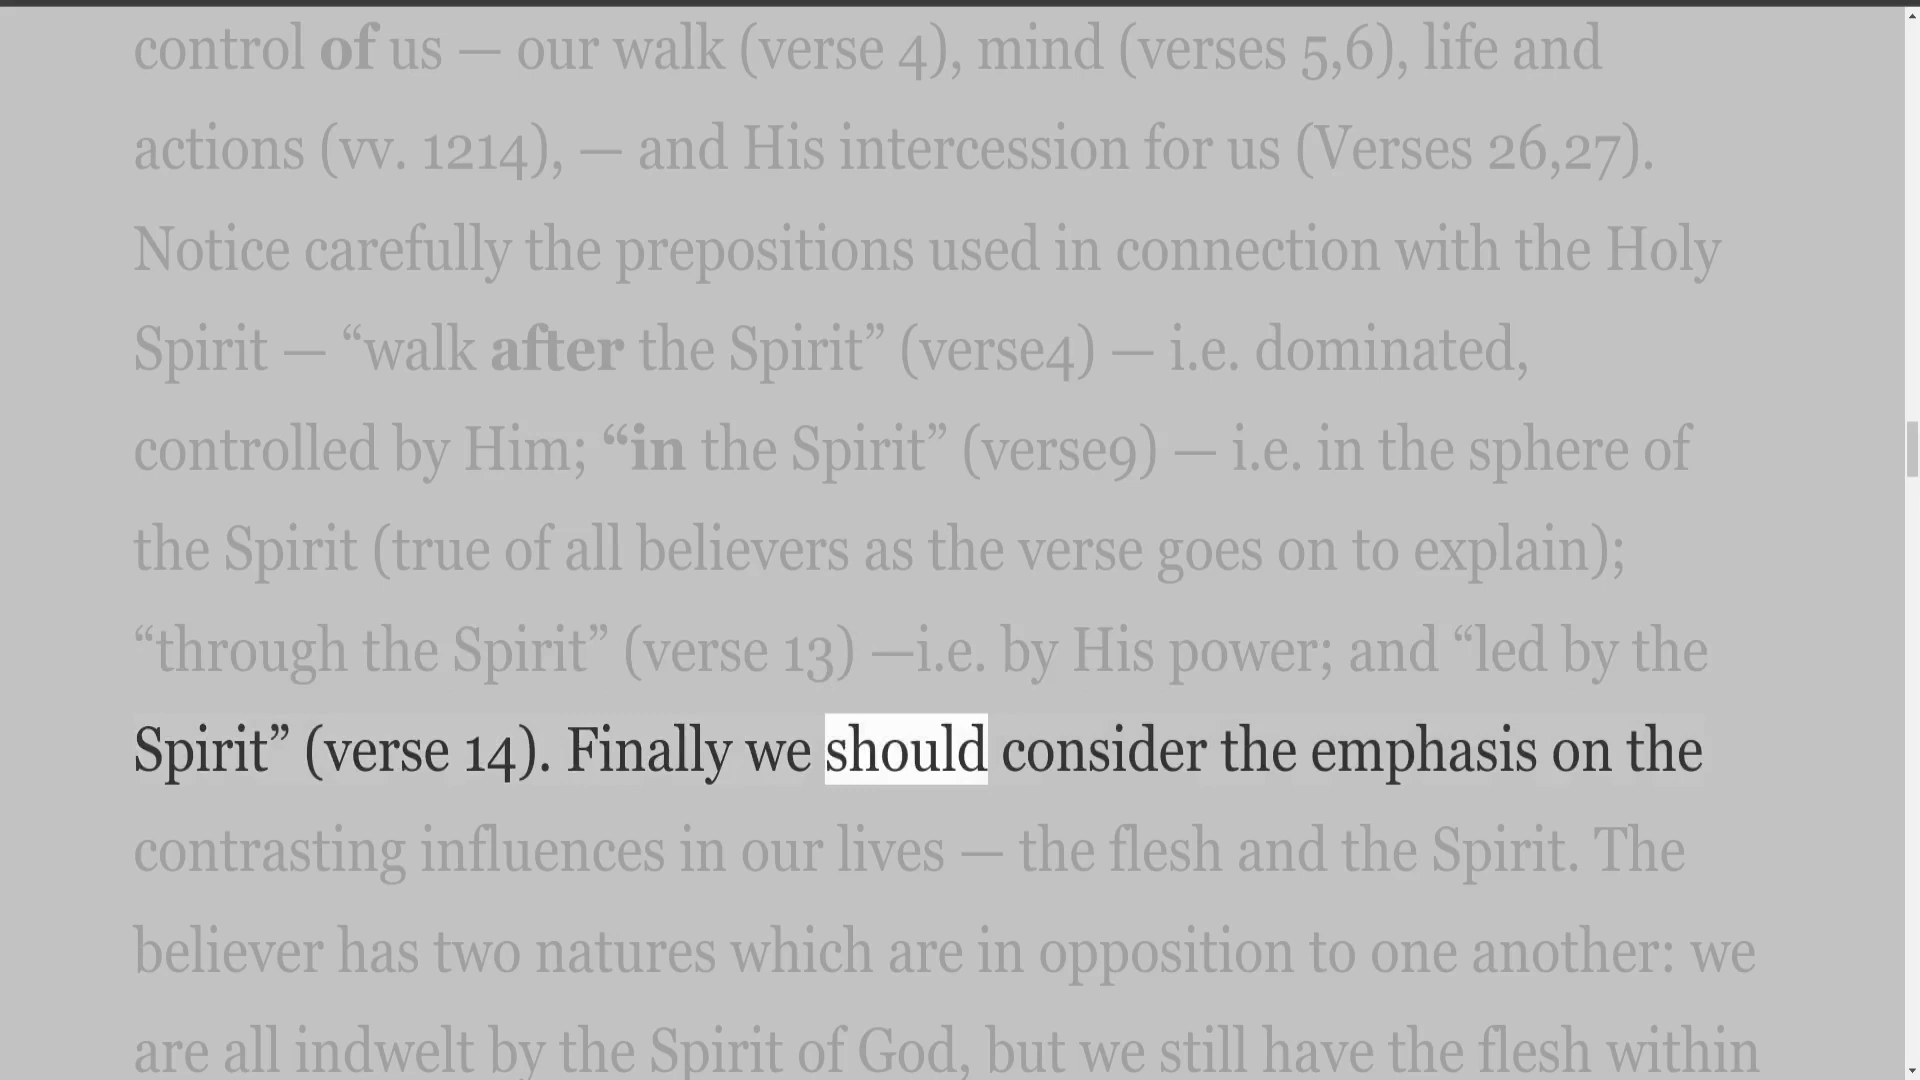 control of us — our walk (verse 4), mind (verses 5,6), life and
actions (vv. 1214), — and His intercession for us (Verses 26,27).
Notice carefully the prepositions used in connection with the Holy
Spirit — “walk after the Spirit” (verse4) — i.e. dominated,
controlled by Him; “in the Spirit” (verse9) — i.e. in the sphere of
the Spirit (true of all believers as the verse goes on to explain);
“through the Spirit” (verse 13) —i.e. by His power; and “led by the
Spirit” (verse 14). Finally we should consider the emphasis on the
contrasting influences in our lives — the flesh and the Spirit. The
believer has two natures which are in opposition to one another: we
are all indwelt by the Spirit of God, but we still have the flesh within